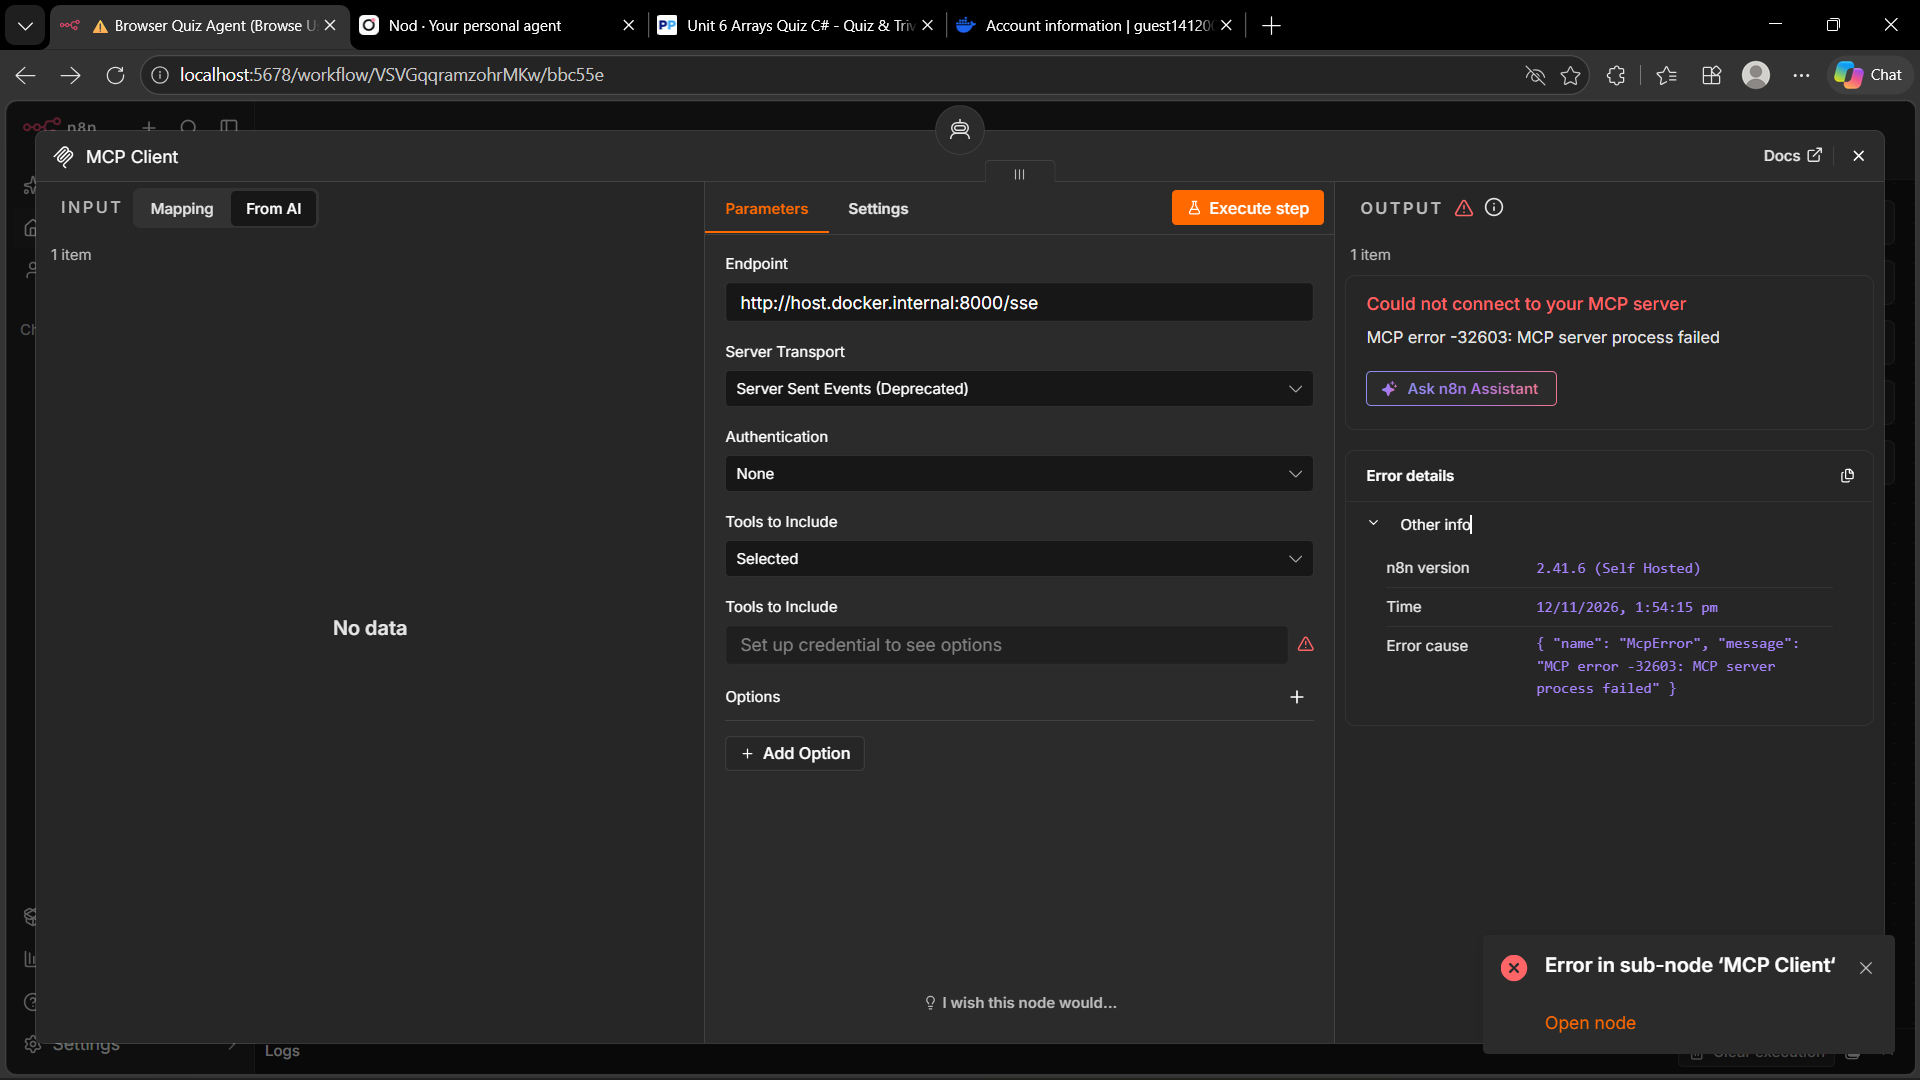 Browser Quiz Agent (Browse U
Nod · Your personal agent
Unit 6 Arrays Quiz C# - Quiz & Triv
Account information | guest14120
localhost:5678/workflow/VSVGqqramzohrMKw/bbc55e
Chat
n8n
MCP Client
Docs
INPUT
Mapping
From AI
1 item
No data
Parameters
Settings
Execute step
Endpoint
http://host.docker.internal:8000/sse
Server Transport
Server Sent Events (Deprecated)
Authentication
None
Tools to Include
Selected
Tools to Include
Set up credential to see options
Options
Add Option
I wish this node would...
OUTPUT
1 item
Could not connect to your MCP server
MCP error -32603: MCP server process failed
Ask n8n Assistant
Error details
Other info
n8n version
2.41.6 (Self Hosted)
Time
12/11/2026, 1:54:15 pm
Error cause
{ "name": "McpError", "message":
"MCP error -32603: MCP server
process failed" }
Error in sub-node ‘MCP Client‘
Open node
Settings
Logs
Clear execution